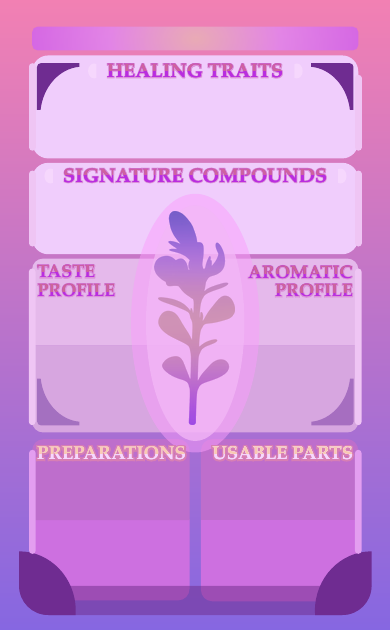 HEALING TRAITS
SIGNATURE COMPOUNDS
TASTE
PROFILE
AROMATIC
PROFILE
PREPARATIONS
USABLE PARTS